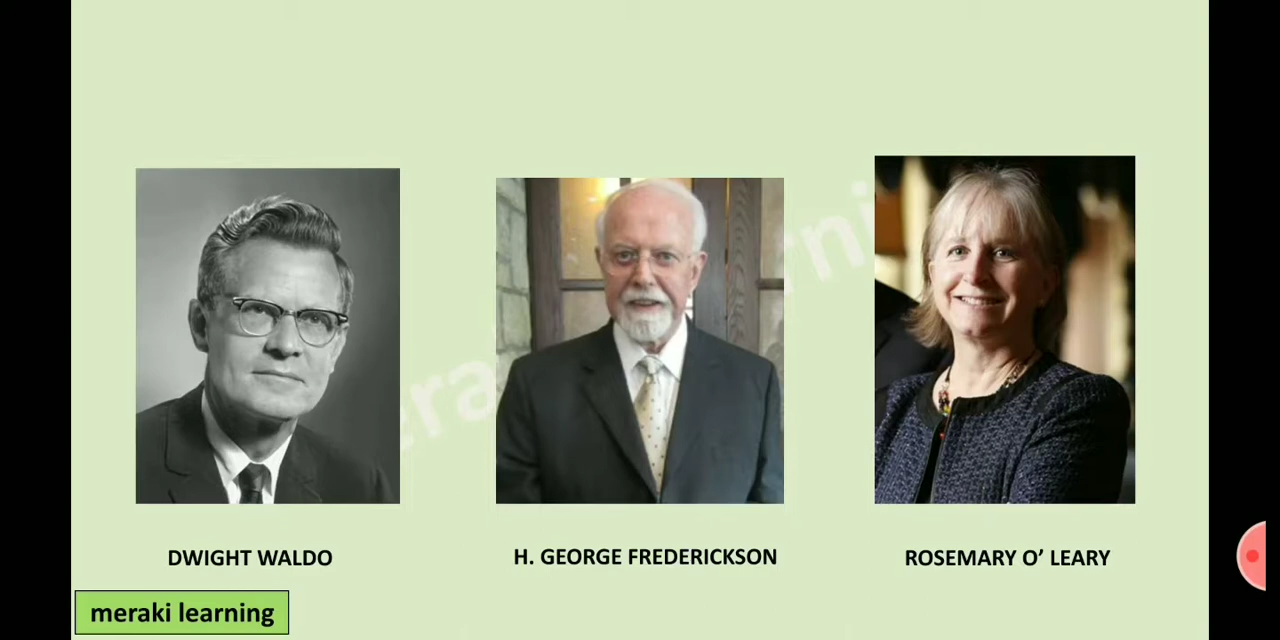 DWIGHT WALDO
H. GEORGE FREDERICKSON
ROSEMARY O’ LEARY
meraki learning